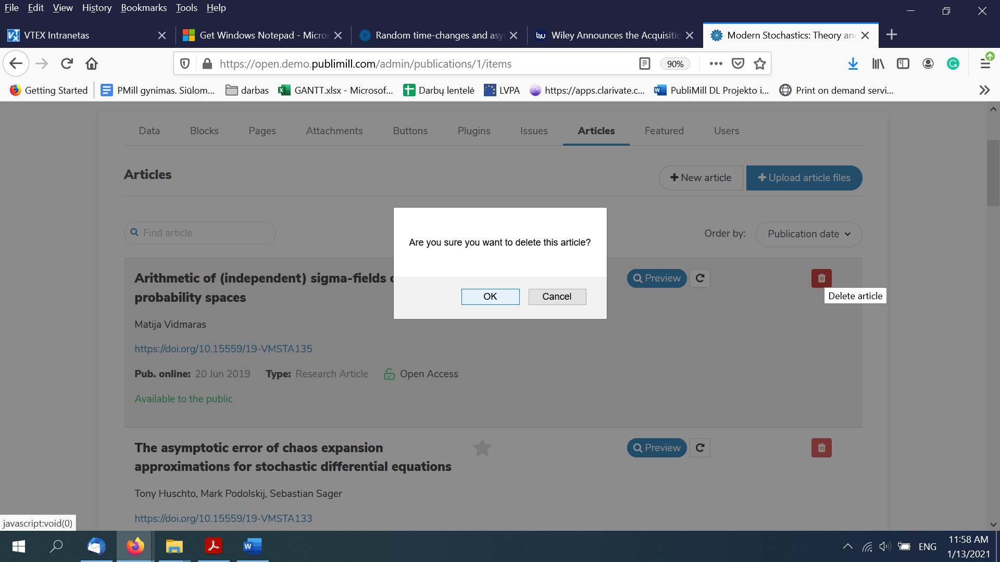 File Edit View History Bookmarks Tools Help
VTEX Intranetas
Get Windows Notepad - Micros
Random time-changes and asy
Wiley Announces the Acquisitio
Modern Stochastics: Theory and
https://open.demo.publimill.com/admin/publications/1/items
90%
Getting Started
PMill gynimas. Siūlom...
darbas
GANTT.xlsx - Microsof...
Darbų lentelė
LVPA
https://apps.clarivate.c...
PubliMill DL Projekto i...
Print on demand servi...
Data Blocks Pages Attachments Buttons Plugins Issues Articles Featured Users
Articles
New article
Upload article files
Find article
Order by: Publication date
Are you sure you want to delete this article?
OK Cancel
Arithmetic of (independent) sigma-fields
probability spaces
Preview
Delete article
Matija Vidmaras
https://doi.org/10.15559/19-VMSTA135
Pub. online: 20 Jun 2019 Type: Research Article Open Access
Available to the public
The asymptotic error of chaos expansion
approximations for stochastic differential equations
Preview
Tony Huschto, Mark Podolskij, Sebastian Sager
https://doi.org/10.15559/19-VMSTA133
javascript:void(0)
ENG
11:58 AM
1/13/2021